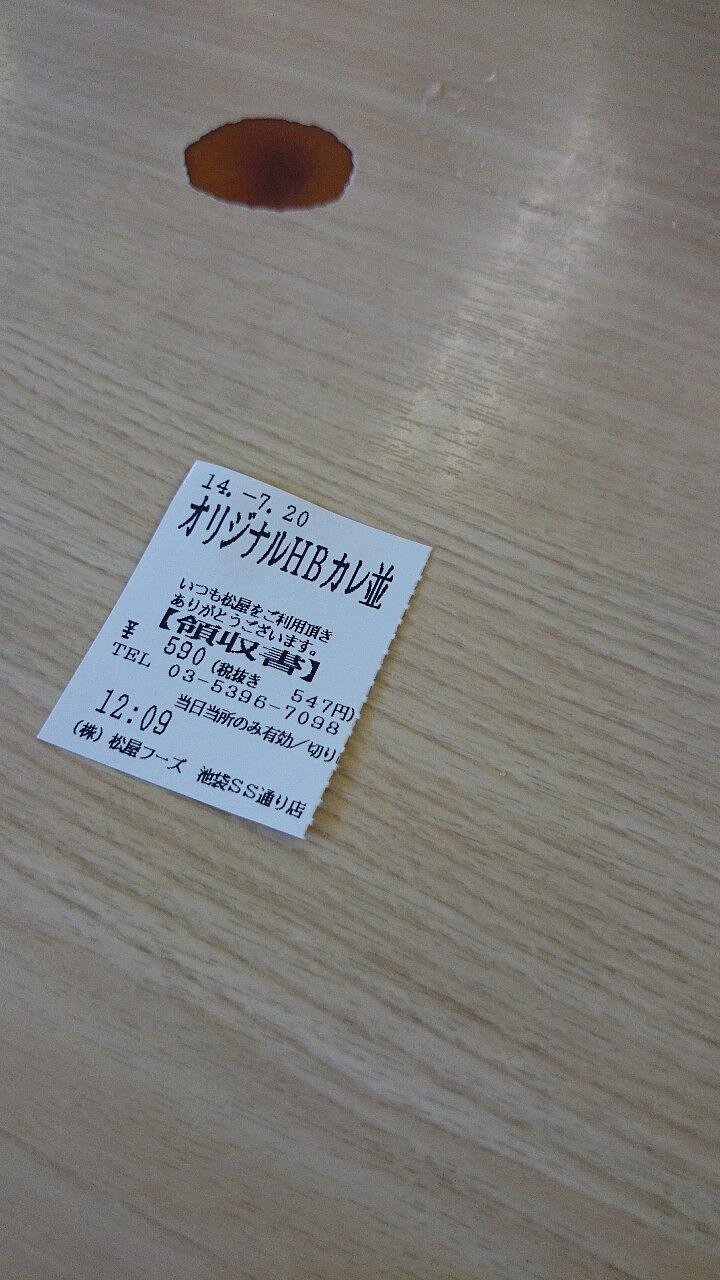 14.-7.20
オリジナルHBカレ並
いつも松屋をご利用頂き
ありがとうございます。
【領収書】
¥ 590(税抜き 547円)
TEL 03-5396-7098
12:09 当日当所のみ有効/切り
(株)松屋フーズ 池袋SS通り店